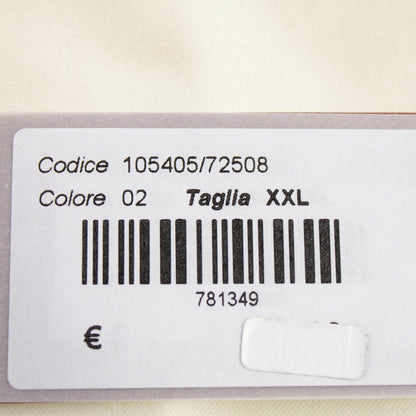 Codice 105405/72508
Colore 02 Taglia XXL
781349
€